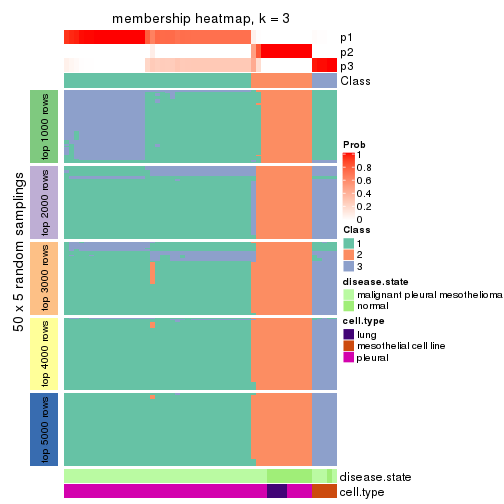 membership heatmap, k = 3
p1
p2
p3
Class
50 x 5 random samplings
top 1000 rows
top 2000 rows
top 3000 rows
top 4000 rows
top 5000 rows
Prob
1
0.8
0.6
0.4
0.2
0
Class
1
2
3
disease.state
malignant pleural mesothelioma
normal
cell.type
lung
mesothelial cell line
pleural
disease.state
cell.type